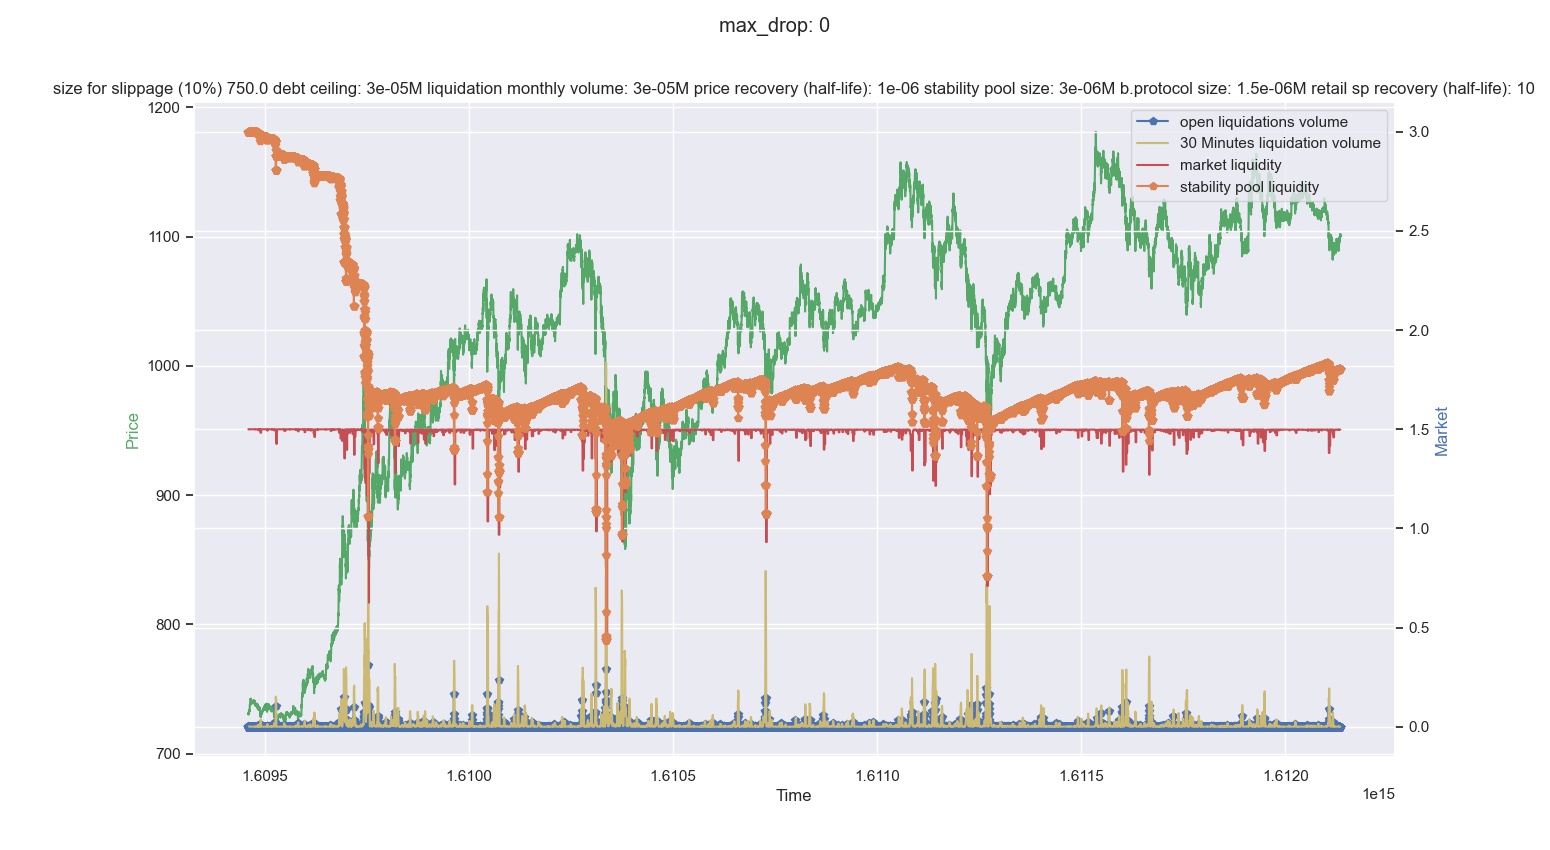 max_drop: 0
size for slippage (10%) 750.0 debt ceiling: 3e-05M liquidation monthly volume: 3e-05M price recovery (half-life): 1e-06 stability pool size: 3e-06M b.protocol size: 1.5e-06M retail sp recovery (half-life): 10
open liquidations volume
30 Minutes liquidation volume
market liquidity
stability pool liquidity
1200
1100
1000
900
800
700
Price
3.0
2.5
2.0
1.5
1.0
0.5
0.0
Market
1.6095 1.6100 1.6105 1.6110 1.6115 1.6120
1e15
Time